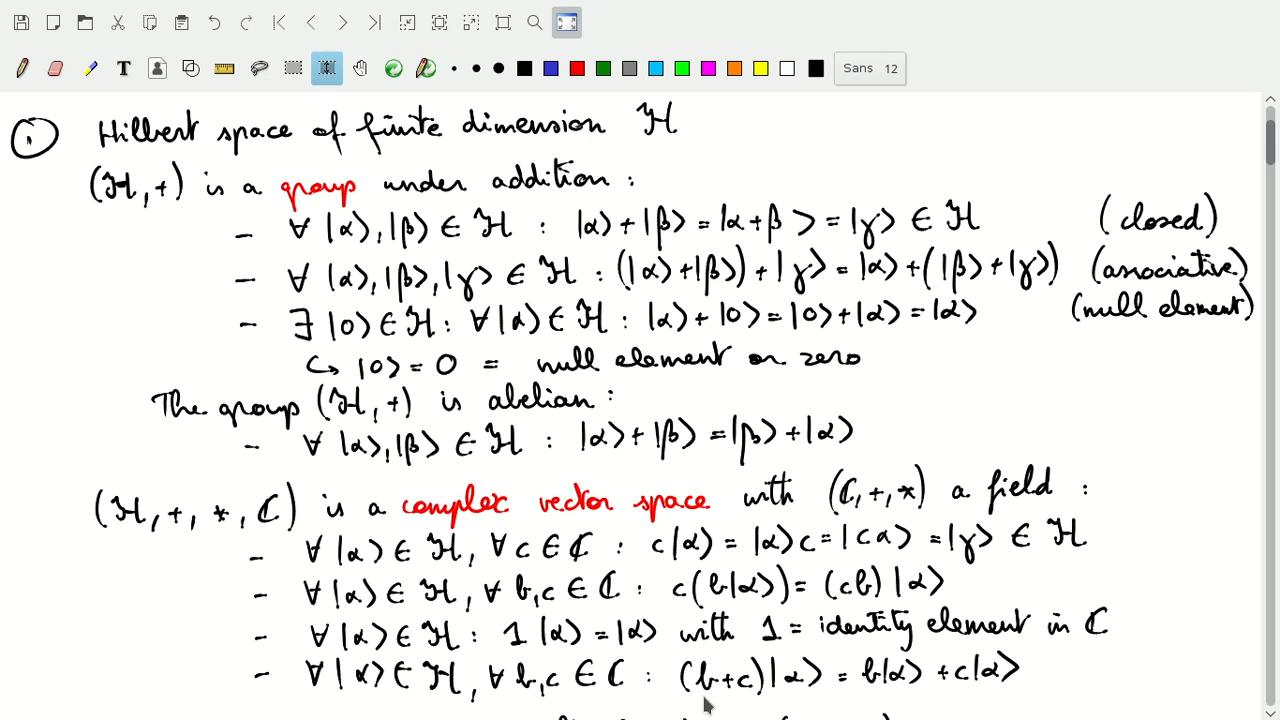 T Sans 12
① Hilbert space of finite dimension ℋ
(ℋ,+) is a group under addition :
– ∀ |α⟩,|β⟩ ∈ ℋ : |α⟩+|β⟩ = |α+β⟩ = |γ⟩ ∈ ℋ (closed)
– ∀ |α⟩,|β⟩,|γ⟩ ∈ ℋ : (|α⟩+|β⟩)+|γ⟩ = |α⟩+(|β⟩+|γ⟩) (associative)
– ∃ |0⟩ ∈ ℋ : ∀|α⟩ ∈ ℋ : |α⟩+|0⟩ = |0⟩+|α⟩ = |α⟩ (null element)
↪ |0⟩ = 0 = null element or zero
The group (ℋ,+) is abelian :
– ∀ |α⟩,|β⟩ ∈ ℋ : |α⟩+|β⟩ = |β⟩+|α⟩
(ℋ,+,*,ℂ) is a complex vector space with (ℂ,+,*) a field :
– ∀ |α⟩ ∈ ℋ, ∀ c ∈ ℂ : c|α⟩ = |α⟩c = |cα⟩ = |γ⟩ ∈ ℋ
– ∀ |α⟩ ∈ ℋ, ∀ b,c ∈ ℂ : c(b|α⟩) = (cb)|α⟩
– ∀ |α⟩ ∈ ℋ : 1|α⟩ = |α⟩ with 1 = identity element in ℂ
– ∀ |α⟩ ∈ ℋ, ∀ b,c ∈ ℂ : (b+c)|α⟩ = b|α⟩ + c|α⟩